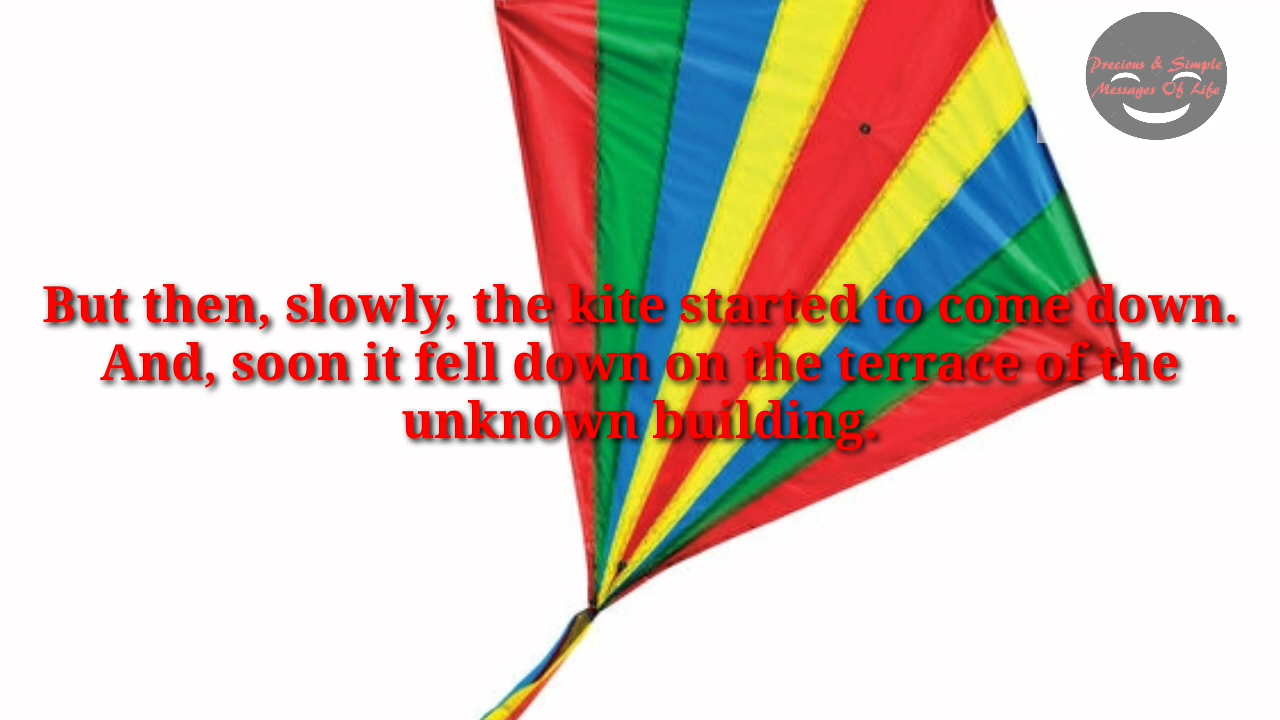 Precious & Simple
Messages Of Life
But then, slowly, the kite started to come down.
And, soon it fell down on the terrace of the
unknown building.